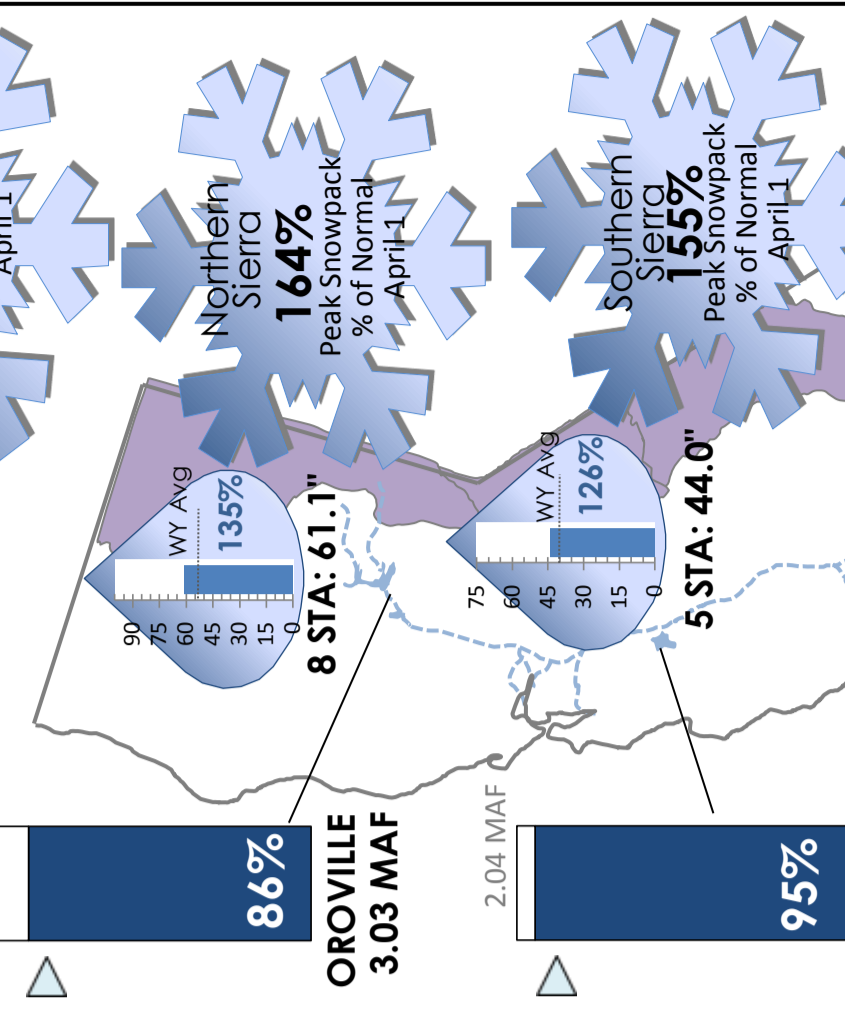 April 1
Northern
Sierra
164%
Peak Snowpack
% of Normal
April 1
Southern
Sierra
155%
Peak Snowpack
% of Normal
April 1
WY Avg
135%
90
75
60
45
30
15
0
8 STA: 61.1"
WY Avg
126%
75
60
45
30
15
0
5 STA: 44.0"
86%
OROVILLE
3.03 MAF
2.04 MAF
95%